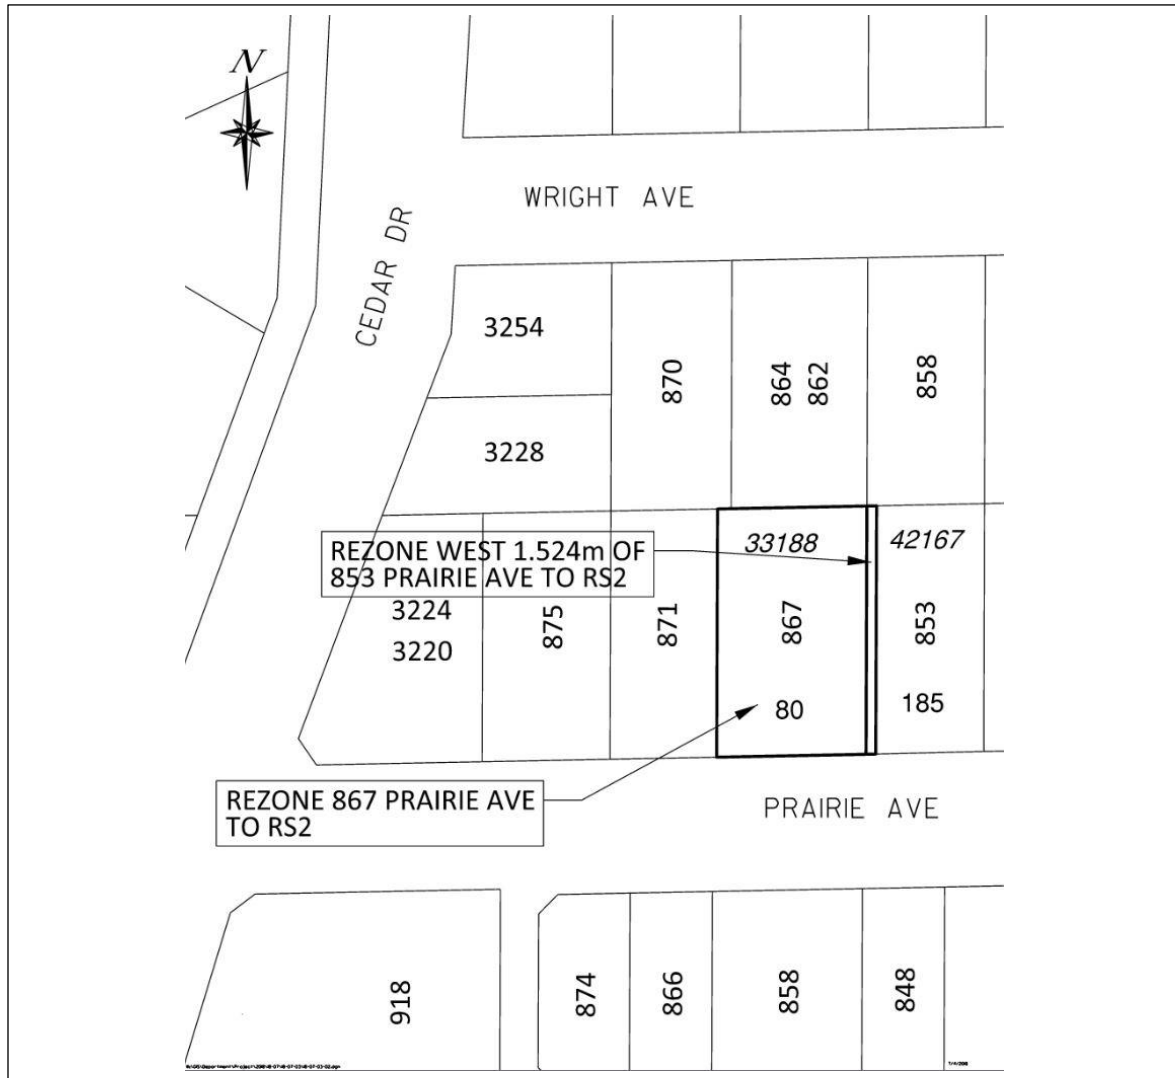 N
WRIGHT AVE
CEDAR DR
3254
870
864
862
858
3228
REZONE WEST 1.524m OF
853 PRAIRIE AVE TO RS2
33188
42167
3224
3220
875
871
867
853
80
185
REZONE 867 PRAIRIE AVE
TO RS2
PRAIRIE AVE
918
874
866
858
848